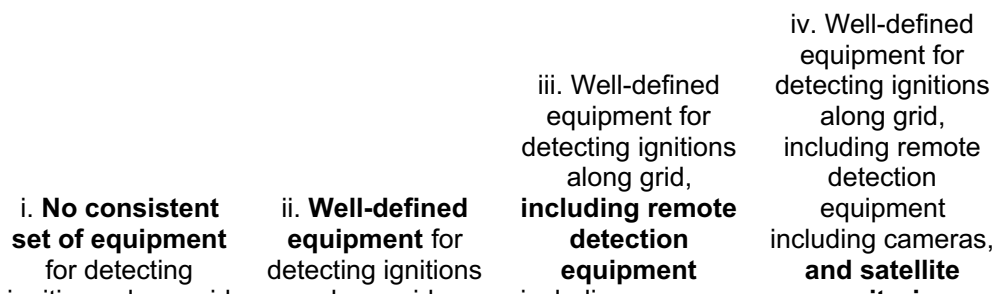 i. No consistent
set of equipment
for detecting
ii. Well-defined
equipment for
detecting ignitions
iii. Well-defined
equipment for
detecting ignitions
along grid,
including remote
detection
equipment
iv. Well-defined
equipment for
detecting ignitions
along grid,
including remote
detection
equipment
including cameras,
and satellite